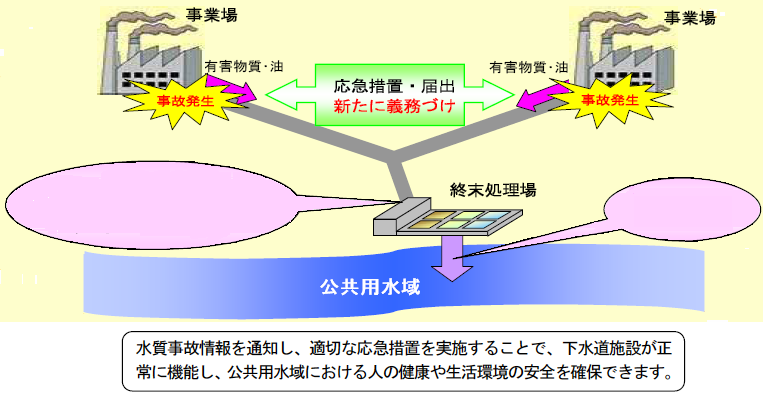 事業場
事業場
有害物質・油
有害物質・油
事故発生
事故発生
応急措置・届出
新たに義務づけ
終末処理場
公共用水域
水質事故情報を通知し、適切な応急措置を実施することで、下水道施設が正
常に機能し、公共用水域における人の健康や生活環境の安全を確保できます。